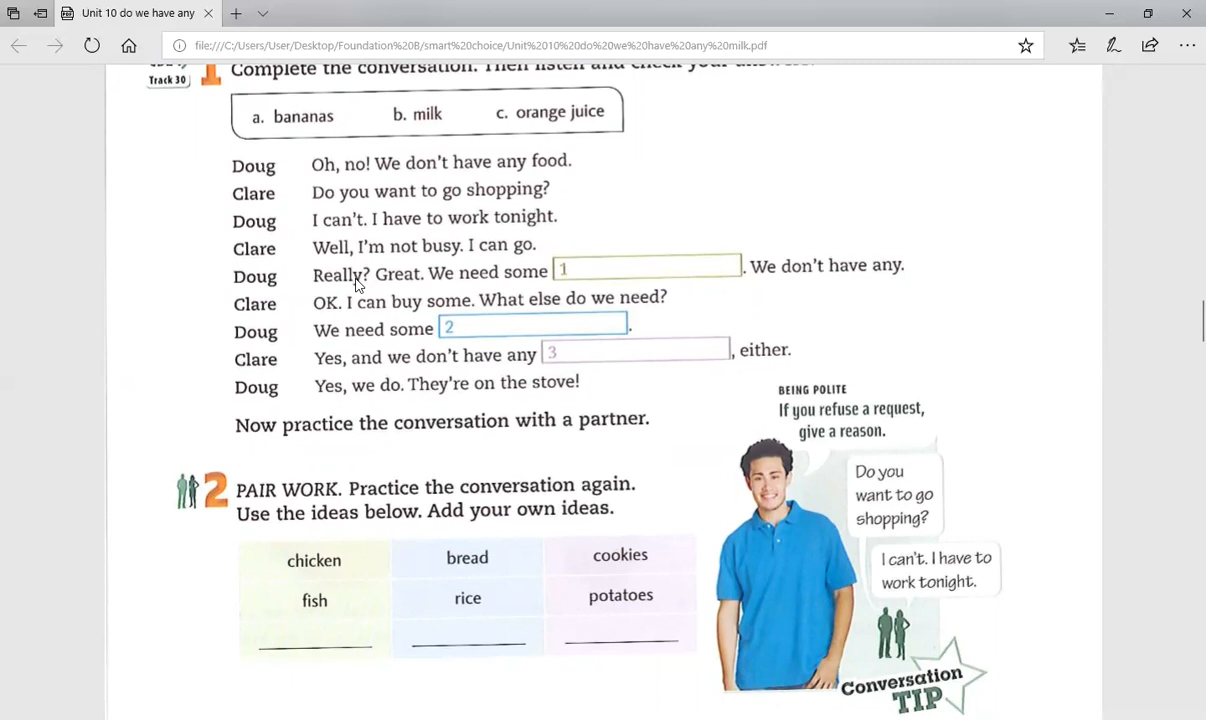 Unit 10 do we have any
file:///C:/Users/User/Desktop/Foundation%20B/smart%20choice/Unit%2010%20do%20we%20have%20any%20milk.pdf
Track 30
1 Complete the conversation. Then listen and check your answers.
a. bananas b. milk c. orange juice
Doug Oh, no! We don't have any food.
Clare Do you want to go shopping?
Doug I can't. I have to work tonight.
Clare Well, I'm not busy. I can go.
Doug Really? Great. We need some 1 . We don't have any.
Clare OK. I can buy some. What else do we need?
Doug We need some 2 .
Clare Yes, and we don't have any 3 , either.
Doug Yes, we do. They're on the stove!
Now practice the conversation with a partner.
2 PAIR WORK. Practice the conversation again.
Use the ideas below. Add your own ideas.
chicken bread cookies
fish rice potatoes
BEING POLITE
If you refuse a request,
give a reason.
Do you
want to go
shopping?
I can't. I have to
work tonight.
Conversation
TIP